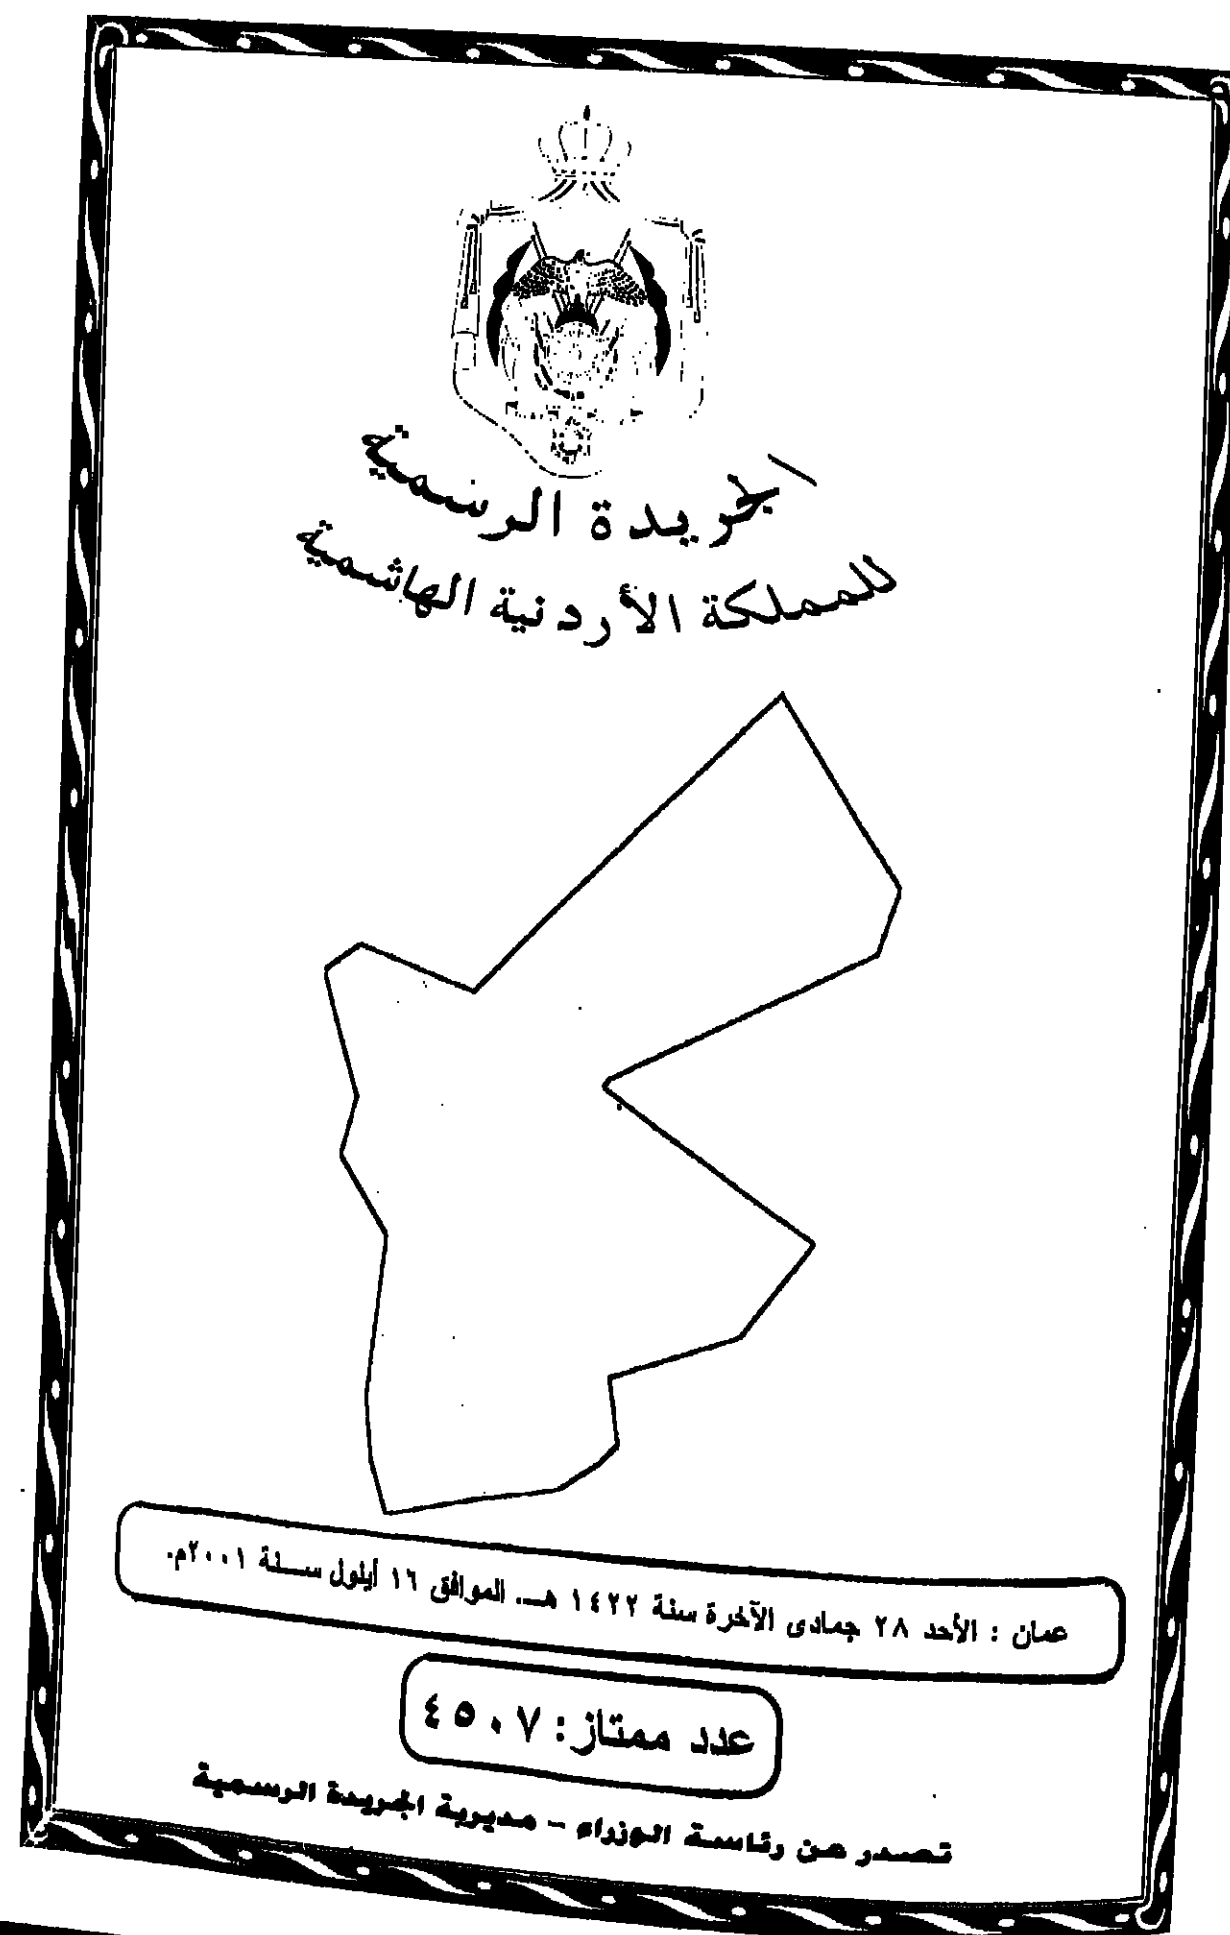 الجريدة الرسمية
للمملكة الأردنية الهاشمية
عمان : الأحد ٢٨ جمادى الآخرة سنة ١٤٢٢ هـ. الموافق ١٦ أيلول سنة ٢٠٠١م.
عدد ممتاز: ٤٥٠٧
تصدر عن رئاسة الوزراء - مديرية الجريدة الرسمية